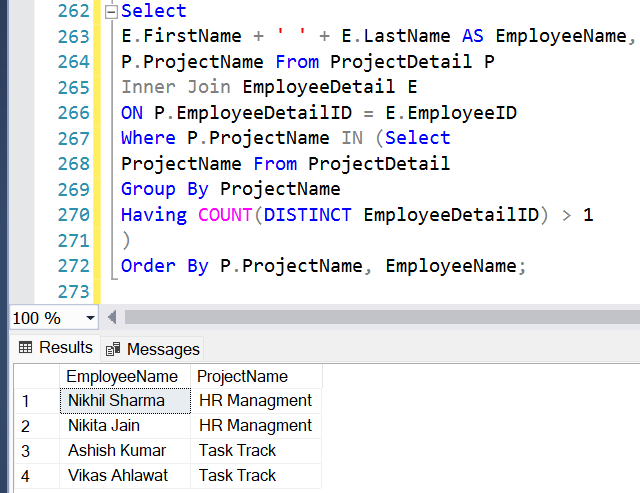 262 Select
263 E.FirstName + ' ' + E.LastName AS EmployeeName,
264 P.ProjectName From ProjectDetail P
265 Inner Join EmployeeDetail E
266 ON P.EmployeeDetailID = E.EmployeeID
267 Where P.ProjectName IN (Select
268 ProjectName From ProjectDetail
269 Group By ProjectName
270 Having COUNT(DISTINCT EmployeeDetailID) > 1
271 )
272 Order By P.ProjectName, EmployeeName;
273
100 %
Results Messages
EmployeeName ProjectName
1 Nikhil Sharma HR Managment
2 Nikita Jain HR Managment
3 Ashish Kumar Task Track
4 Vikas Ahlawat Task Track